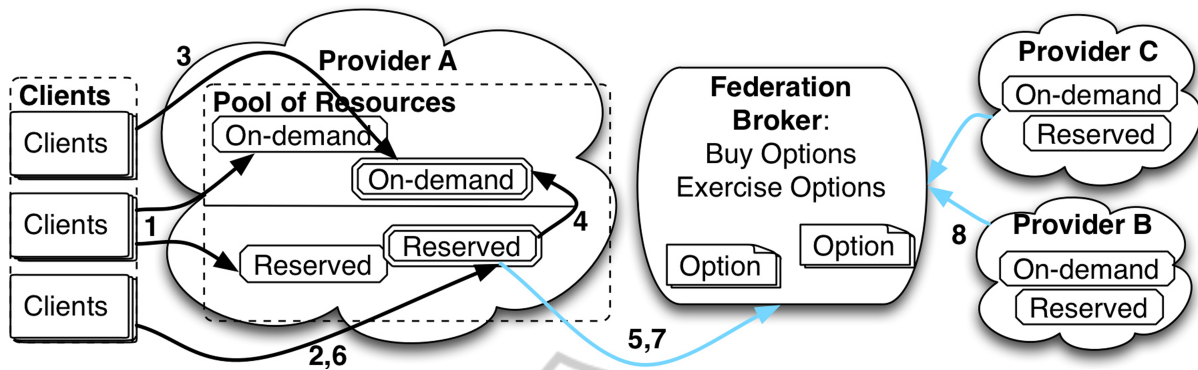 Clients
Clients
Clients
Clients
3
1
2,6
Provider A
Pool of Resources
On-demand
On-demand
4
Reserved
Reserved
5,7
Federation
Broker:
Buy Options
Exercise Options
Option
Option
Provider C
On-demand
Reserved
8
Provider B
On-demand
Reserved